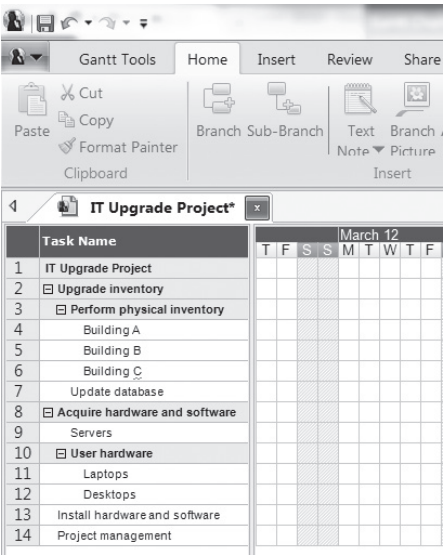 Gantt Tools Home Insert Review Share
Cut
Copy
Paste
Format Painter
Branch Sub-Branch
Text Branch
Note Picture
Clipboard Insert
IT Upgrade Project* x
Task Name
March 12
T F S S M T W T F
1 IT Upgrade Project
2 Upgrade inventory
3 Perform physical inventory
4 Building A
5 Building B
6 Building C
7 Update database
8 Acquire hardware and software
9 Servers
10 User hardware
11 Laptops
12 Desktops
13 Install hardware and software
14 Project management